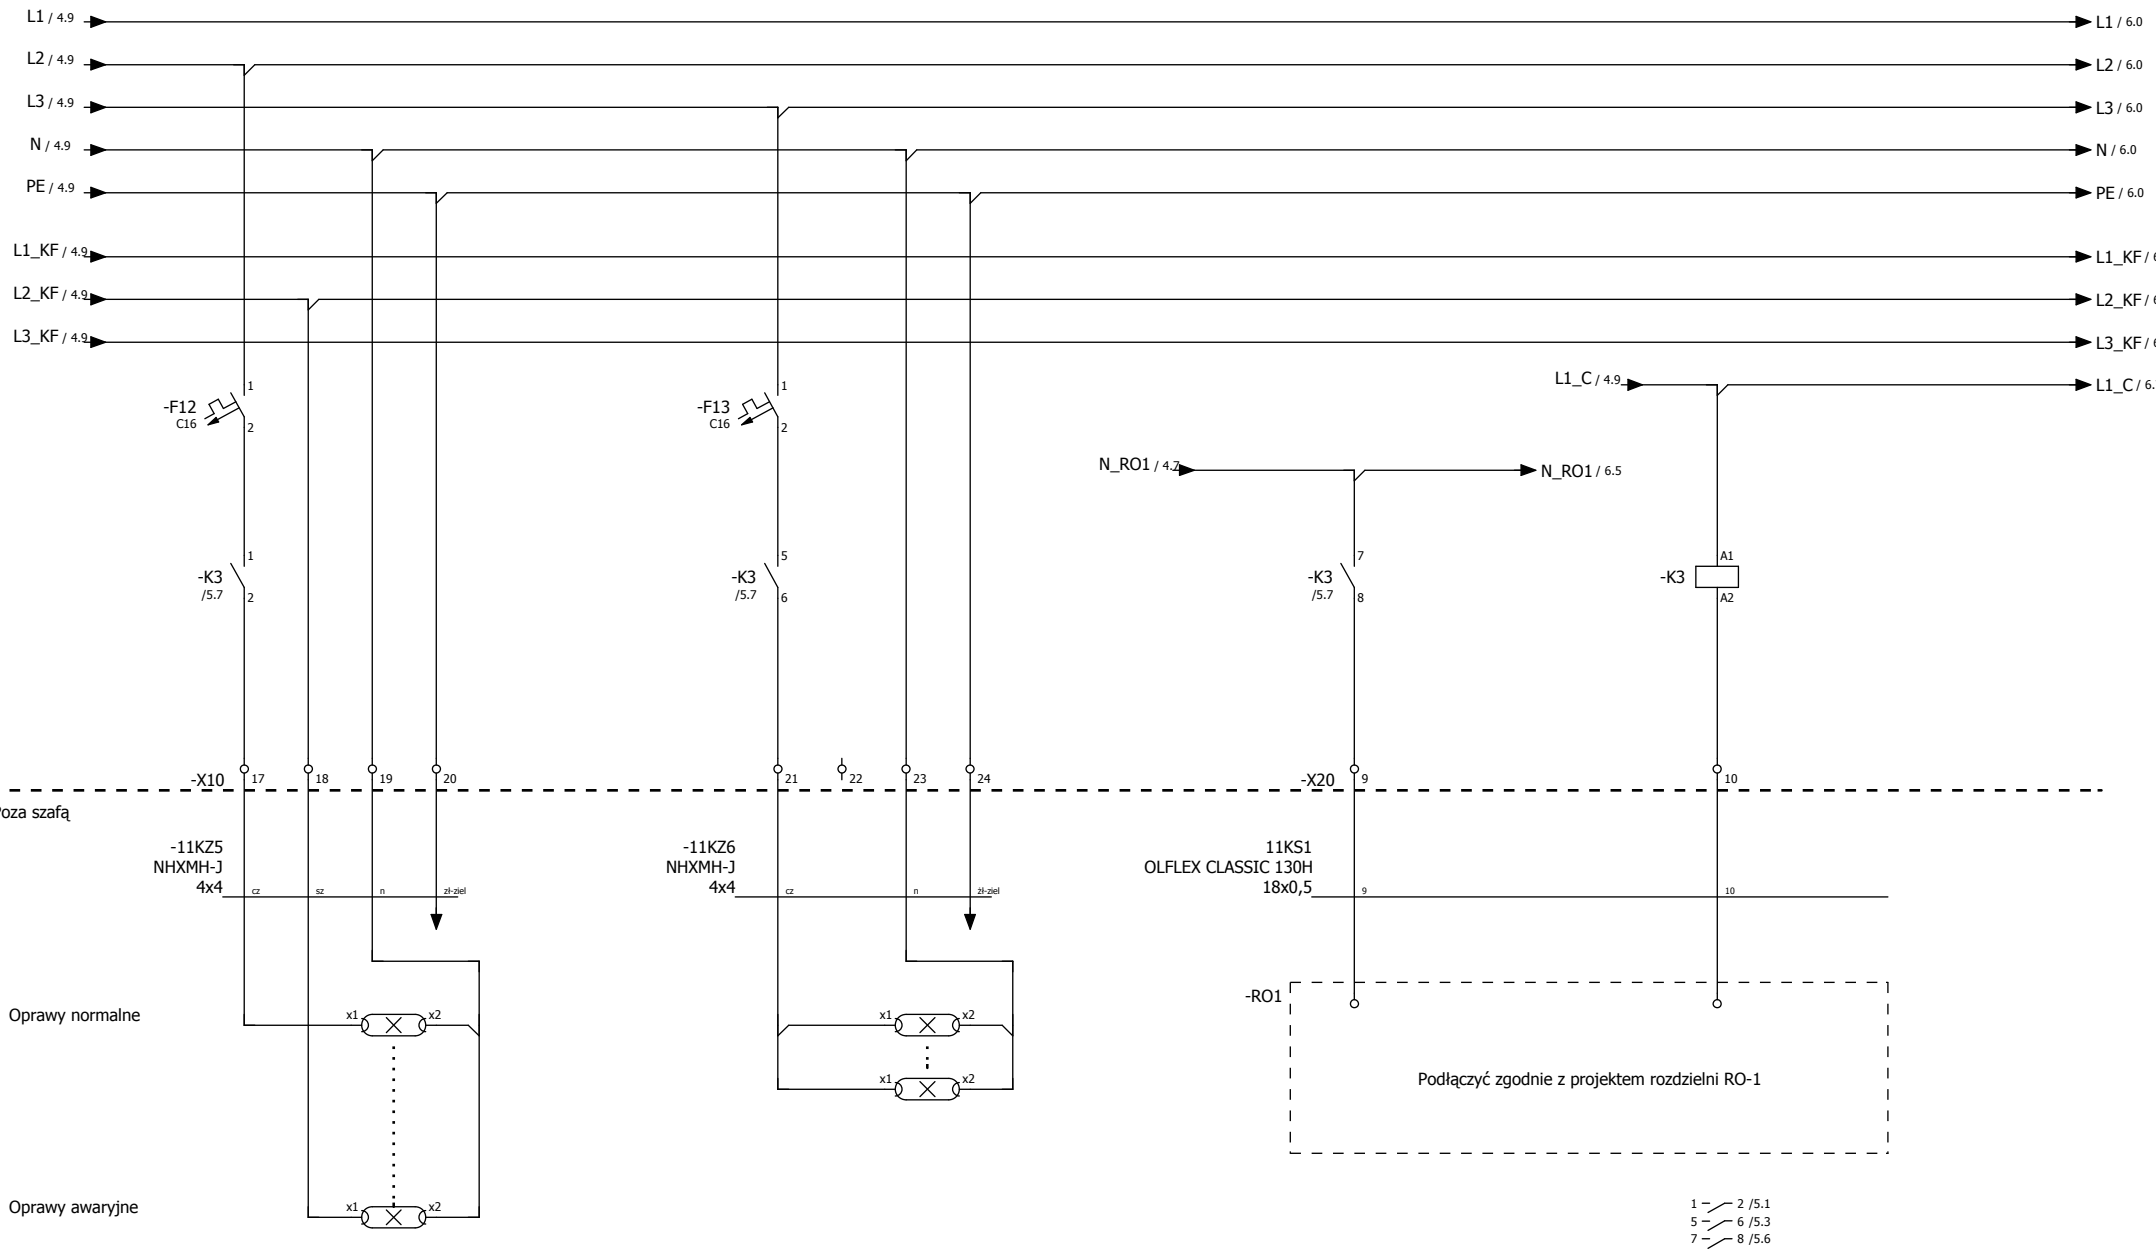 L1 / 4.9
L1 / 6.0
L2 / 4.9
L2 / 6.0
L3 / 4.9
L3 / 6.0
N / 4.9
N / 6.0
PE / 4.9
PE / 6.0
L1_KF / 4.9
L1_KF /
L2_KF / 4.9
L2_KF /
L3_KF / 4.9
L3_KF /
L1_C / 4.9
L1_C / 6.
-F12
C16
1
2
-F13
C16
1
2
N_RO1 / 4.7
N_RO1 / 6.5
-K3
/5.7
1
2
-K3
/5.7
5
6
-K3
/5.7
7
8
-K3
A1
A2
-X10
17
18
19
20
21
22
23
24
-X20
9
10
Poza szafą
-11KZ5
NHXMH-J
4x4
cz
sz
n
zł-ziel
-11KZ6
NHXMH-J
4x4
cz
n
żł-ziel
11KS1
OLFLEX CLASSIC 130H
18x0,5
9
10
-RO1
Oprawy normalne
x1
x2
x1
x2
x1
x2
Podłączyć zgodnie z projektem rozdzielni RO-1
Oprawy awaryjne
x1
x2
1
2 /5.1
5
6 /5.3
7
8 /5.6